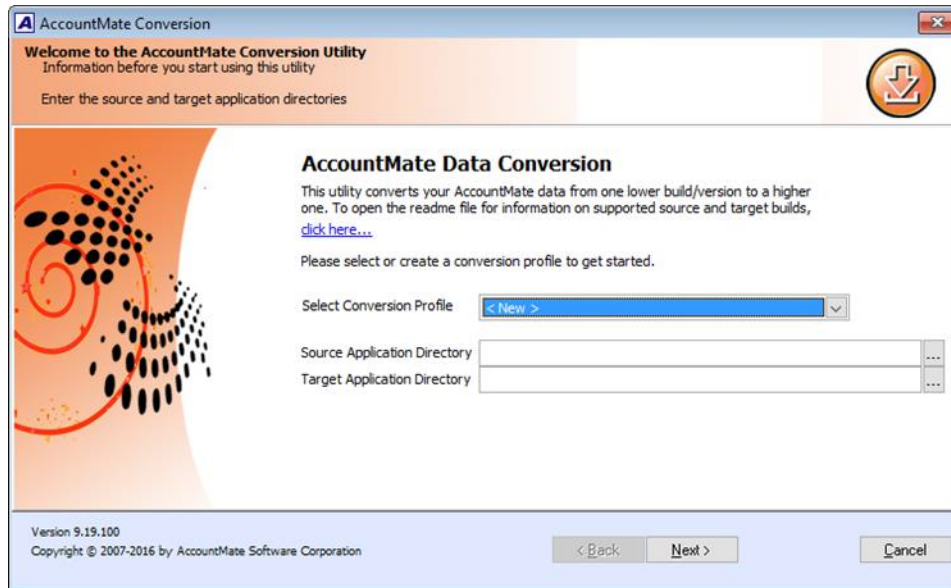 AccountMate Conversion
Welcome to the AccountMate Conversion Utility
Information before you start using this utility
Enter the source and target application directories
AccountMate Data Conversion
This utility converts your AccountMate data from one lower build/version to a higher
one. To open the readme file for information on supported source and target builds,
click here...
Please select or create a conversion profile to get started.
Select Conversion Profile < New >
Source Application Directory ...
Target Application Directory ...
Version 9.19.100
Copyright © 2007-2016 by AccountMate Software Corporation
< Back Next > Cancel